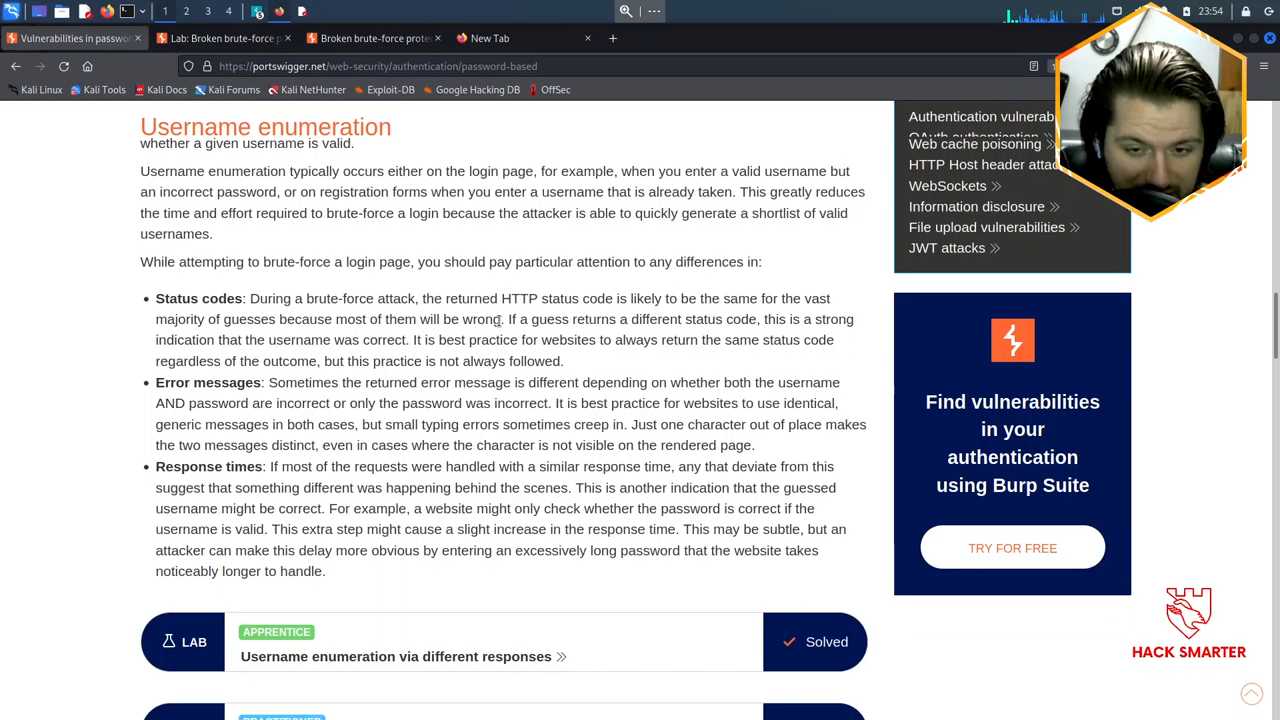 1
2
3
4
5
23:54
Vulnerabilities in passwo
Lab: Broken brute-force p
Broken brute-force prote
New Tab
https://portswigger.net/web-security/authentication/password-based
Kali Linux
Kali Tools
Kali Docs
Kali Forums
Kali NetHunter
Exploit-DB
Google Hacking DB
OffSec
Username enumeration
whether a given username is valid.
Username enumeration typically occurs either on the login page, for example, when you enter a valid username but
an incorrect password, or on registration forms when you enter a username that is already taken. This greatly reduces
the time and effort required to brute-force a login because the attacker is able to quickly generate a shortlist of valid
usernames.
While attempting to brute-force a login page, you should pay particular attention to any differences in:
• Status codes: During a brute-force attack, the returned HTTP status code is likely to be the same for the vast
majority of guesses because most of them will be wrong. If a guess returns a different status code, this is a strong
indication that the username was correct. It is best practice for websites to always return the same status code
regardless of the outcome, but this practice is not always followed.
• Error messages: Sometimes the returned error message is different depending on whether both the username
AND password are incorrect or only the password was incorrect. It is best practice for websites to use identical,
generic messages in both cases, but small typing errors sometimes creep in. Just one character out of place makes
the two messages distinct, even in cases where the character is not visible on the rendered page.
• Response times: If most of the requests were handled with a similar response time, any that deviate from this
suggest that something different was happening behind the scenes. This is another indication that the guessed
username might be correct. For example, a website might only check whether the password is correct if the
username is valid. This extra step might cause a slight increase in the response time. This may be subtle, but an
attacker can make this delay more obvious by entering an excessively long password that the website takes
noticeably longer to handle.
LAB
APPRENTICE
Username enumeration via different responses
Solved
PRACTITIONER
Authentication vulnerab
OAuth authentication
Web cache poisoning
HTTP Host header attac
WebSockets
Information disclosure
File upload vulnerabilities
JWT attacks
Find vulnerabilities
in your
authentication
using Burp Suite
TRY FOR FREE
HACK SMARTER